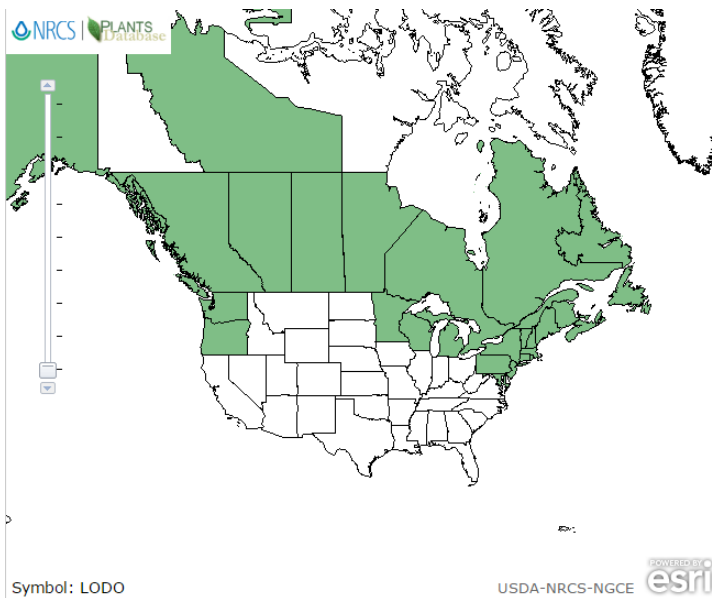 NRCS | PLANTS
Database
Symbol: LODO
USDA-NRCS-NGCE
POWERED BY
esri